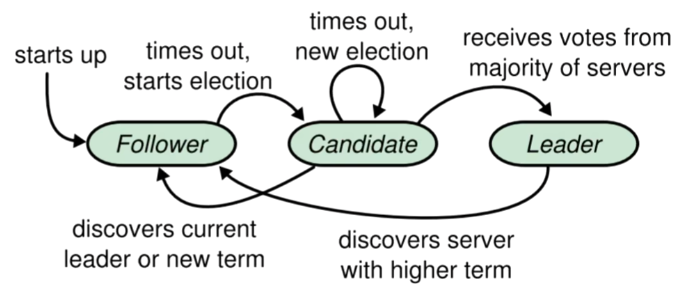 starts up
times out,
starts election
times out,
new election
receives votes from
majority of servers
Follower
Candidate
Leader
discovers current
leader or new term
discovers server
with higher term